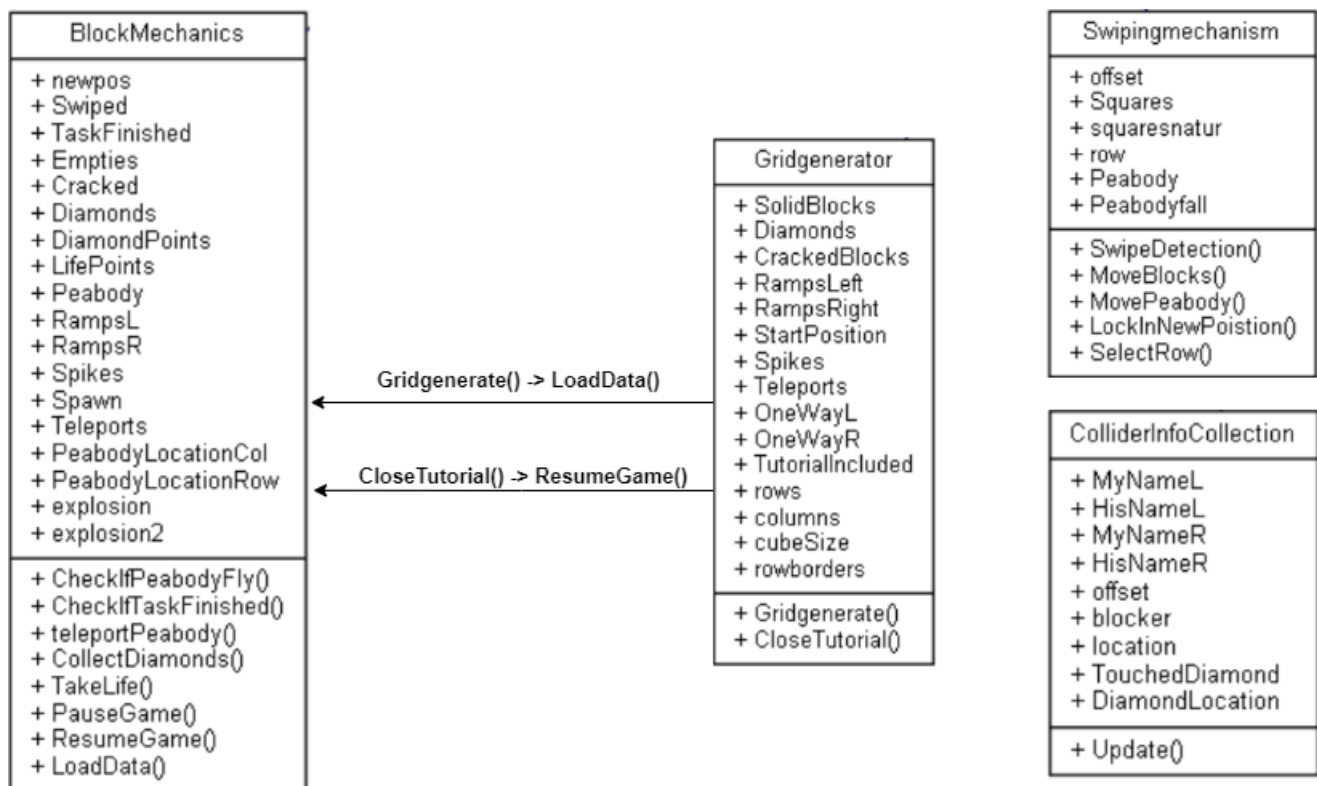 BlockMechanics
+ newpos
+ Swiped
+ TaskFinished
+ Empties
+ Cracked
+ Diamonds
+ DiamondPoints
+ LifePoints
+ Peabody
+ RampsL
+ RampsR
+ Spikes
+ Spawn
+ Teleports
+ PeabodyLocationCol
+ PeabodyLocationRow
+ explosion
+ explosion2
+ CheckIfPeabodyFly()
+ CheckIfTaskFinished()
+ teleportPeabody()
+ CollectDiamonds()
+ TakeLife()
+ PauseGame()
+ ResumeGame()
+ LoadData()
Gridgenerate() -> LoadData()
CloseTutorial() -> ResumeGame()
Gridgenerator
+ SolidBlocks
+ Diamonds
+ CrackedBlocks
+ RampsLeft
+ RampsRight
+ StartPosition
+ Spikes
+ Teleports
+ OneWayL
+ OneWayR
+ TutorialIncluded
+ rows
+ columns
+ cubeSize
+ rowborders
+ Gridgenerate()
+ CloseTutorial()
Swipingmechanism
+ offset
+ Squares
+ squaresnatur
+ row
+ Peabody
+ Peabodyfall
+ SwipeDetection()
+ MoveBlocks()
+ MovePeabody()
+ LockInNewPoistion()
+ SelectRow()
ColliderInfoCollection
+ MyNameL
+ HisNameL
+ MyNameR
+ HisNameR
+ offset
+ blocker
+ location
+ TouchedDiamond
+ DiamondLocation
+ Update()